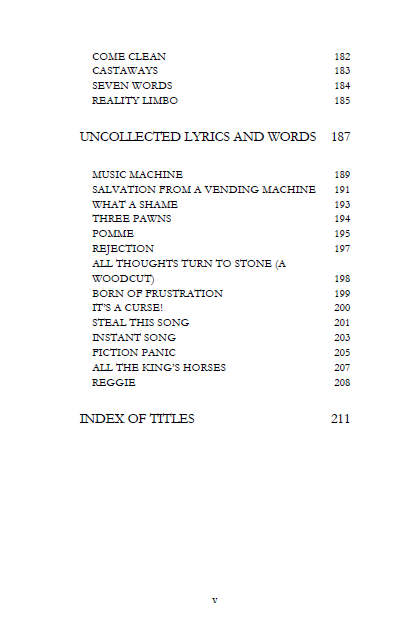 COME CLEAN 182
CASTAWAYS 183
SEVEN WORDS 184
REALITY LIMBO 185
UNCOLLECTED LYRICS AND WORDS 187
MUSIC MACHINE 189
SALVATION FROM A VENDING MACHINE 191
WHAT A SHAME 193
THREE PAWNS 194
POMME 195
REJECTION 197
ALL THOUGHTS TURN TO STONE (A
WOODCUT) 198
BORN OF FRUSTRATION 199
IT'S A CURSE! 200
STEAL THIS SONG 201
INSTANT SONG 203
FICTION PANIC 205
ALL THE KING'S HORSES 207
REGGIE 208
INDEX OF TITLES 211
v